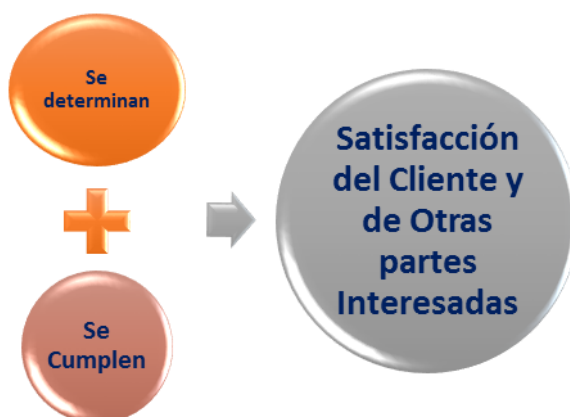 Se
determinan
Se
Cumplen
Satisfacción
del Cliente y
de Otras
partes
Interesadas